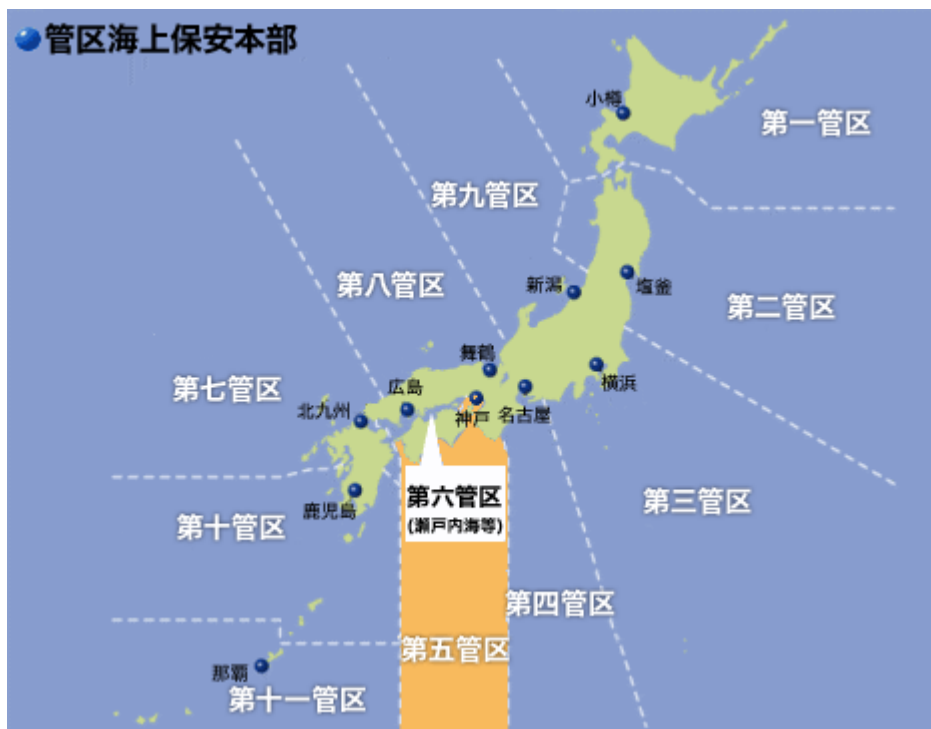 管区海上保安本部
小樽
第一管区
第九管区
新潟
塩釜
第八管区
第二管区
舞鶴
横浜
第七管区
広島
北九州
神戸
名古屋
第六管区
(瀬戸内海等)
第三管区
鹿児島
第十管区
第四管区
第五管区
那覇
第十一管区